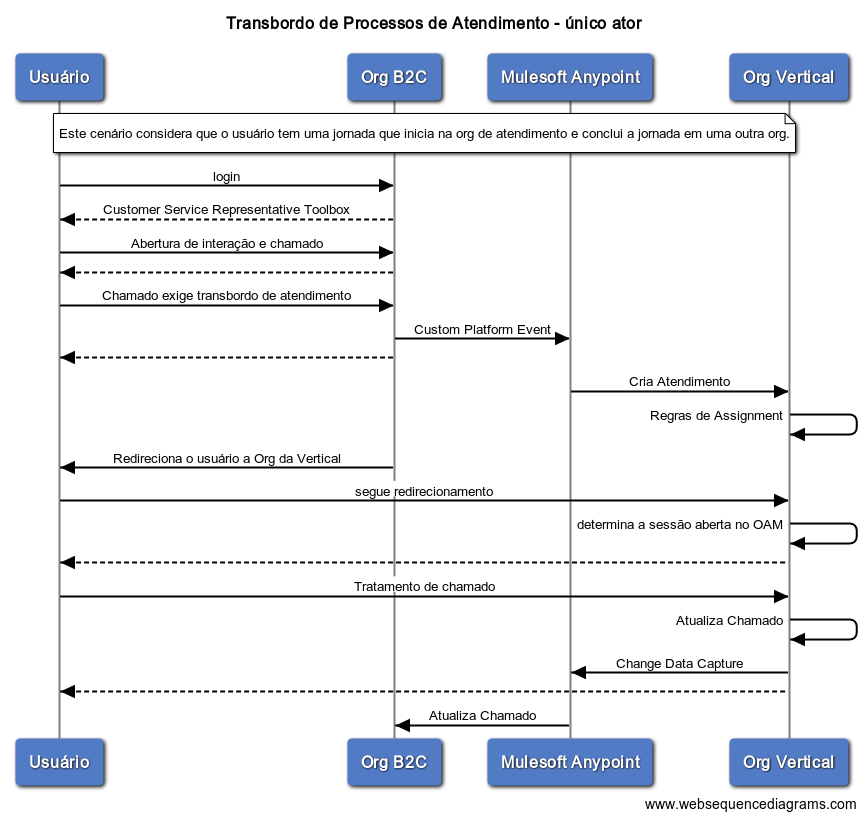 Transbordo de Processos de Atendimento - único ator
Usuário
Org B2C
Mulesoft Anypoint
Org Vertical
Este cenário considera que o usuário tem uma jornada que inicia na org de atendimento e conclui a jornada em uma outra org.
login
Customer Service Representative Toolbox
Abertura de interação e chamado
Chamado exige transbordo de atendimento
Custom Platform Event
Cria Atendimento
Regras de Assignment
Redireciona o usuário a Org da Vertical
segue redirecionamento
determina a sessão aberta no OAM
Tratamento de chamado
Atualiza Chamado
Change Data Capture
Atualiza Chamado
Usuário
Org B2C
Mulesoft Anypoint
Org Vertical
www.websequencediagrams.com